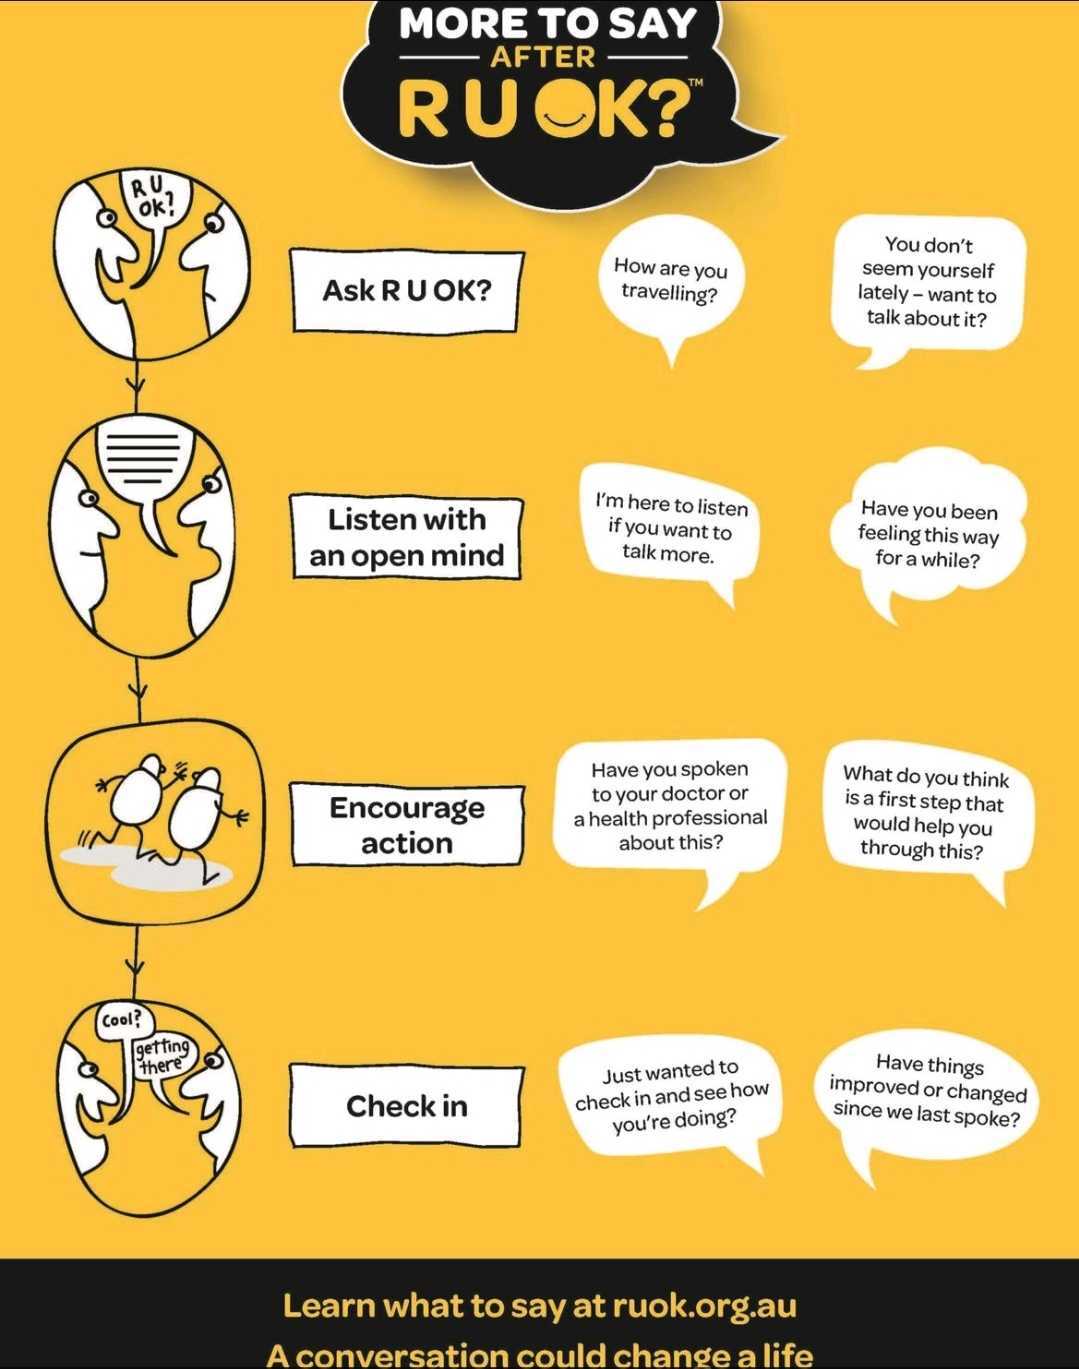 MORE TO SAY
AFTER
R U OK?™
R U
OK?
Ask R U OK?
How are you
travelling?
You don't
seem yourself
lately – want to
talk about it?
Listen with
an open mind
I'm here to listen
if you want to
talk more.
Have you been
feeling this way
for a while?
Encourage
action
Have you spoken
to your doctor or
a health professional
about this?
What do you think
is a first step that
would help you
through this?
Cool?
getting
there
Check in
Just wanted to
check in and see how
you're doing?
Have things
improved or changed
since we last spoke?
Learn what to say at ruok.org.au
A conversation could change a life